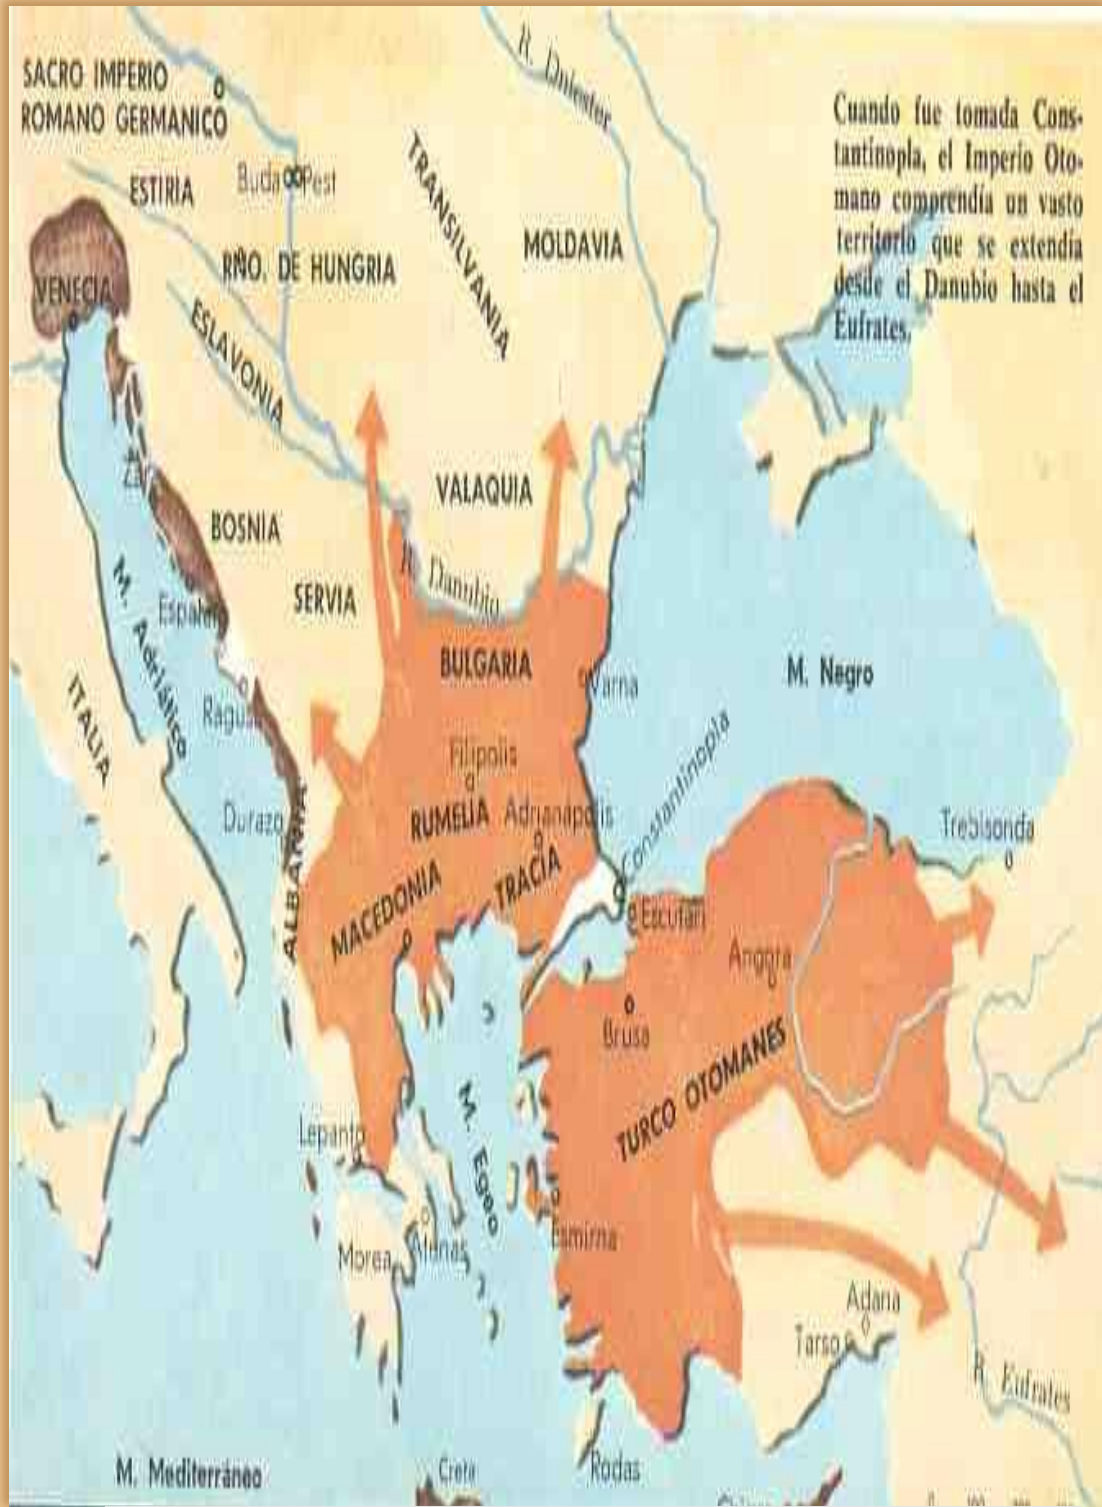 SACRO IMPERIO
ROMANO GERMANICO
R. Dniester
Cuando fue tomada Cons-
tantinopla, el Imperio Oto-
mano comprendía un vasto
territorio que se extendía
desde el Danubio hasta el
Eufrates.
ESTIRIA
Buda Pest
TRANSILVANIA
MOLDAVIA
RÑO. DE HUNGRIA
VENECIA
ESLAVONIA
VALAQUIA
BOSNIA
R. Danubio
SERVIA
M. Adriático
BULGARIA
M. Negro
Varna
ITALIA
Ragusa
Filipolis
Constantinopla
Durazo
RUMELIA
Adrianapolis
Trebisonda
ALBANIA
MACEDONIA
TRACIA
Escutari
Angora
Brusa
TURCO OTOMANES
Lepanto
M. Egeo
Morea
Atenas
Esmirna
Adana
Tarso
R. Eufrates
M. Mediterráneo
Creta
Rodas